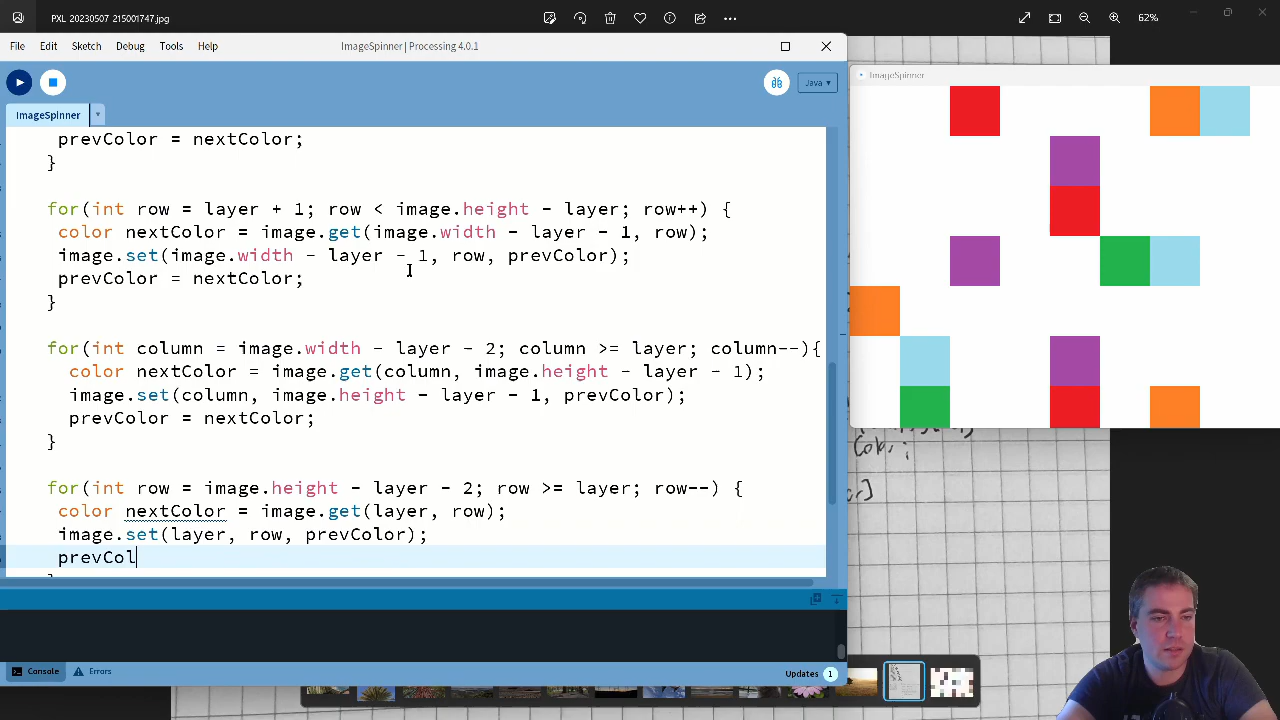 PXL 20230507 215001747.jpg
62%
File Edit Sketch Debug Tools Help
ImageSpinner | Processing 4.0.1
Java
ImageSpinner
ImageSpinner
prevColor = nextColor;
}
for(int row = layer + 1; row < image.height - layer; row++) {
color nextColor = image.get(image.width - layer - 1, row);
image.set(image.width - layer - 1, row, prevColor);
prevColor = nextColor;
}
for(int column = image.width - layer - 2; column >= layer; column--){
color nextColor = image.get(column, image.height - layer - 1);
image.set(column, image.height - layer - 1, prevColor);
prevColor = nextColor;
}
for(int row = image.height - layer - 2; row >= layer; row--) {
color nextColor = image.get(layer, row);
image.set(layer, row, prevColor);
prevCol
Color;
Console Errors
Updates 1